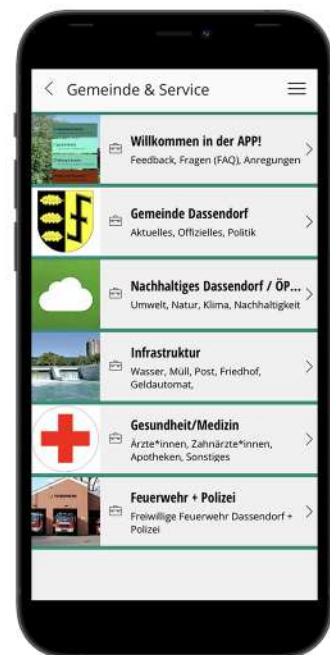 Gemeinde & Service
Willkommen in der APP!
Feedback, Fragen (FAQ), Anregungen
Gemeinde Dassendorf
Aktuelles, Offizielles, Politik
Nachhaltiges Dassendorf / ÖP...
Umwelt, Natur, Klima, Nachhaltigkeit
Infrastruktur
Wasser, Müll, Post, Friedhof,
Geldautomat,
Gesundheit/Medizin
Ärzte*innen, Zahnärzte*innen,
Apotheken, Sonstiges
Feuerwehr + Polizei
Freiwillige Feuerwehr Dassendorf +
Polizei